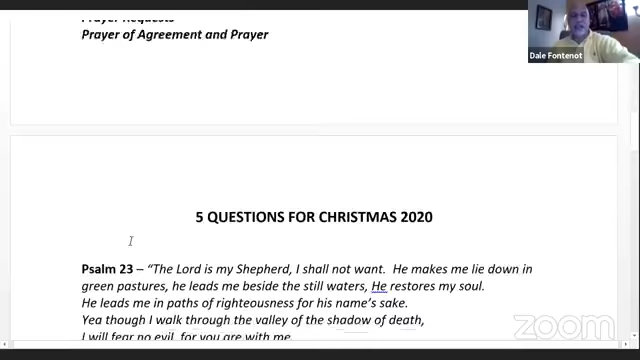 Prayer Requests
Prayer of Agreement and Prayer
Dale Fontenot
5 QUESTIONS FOR CHRISTMAS 2020
Psalm 23 – “The Lord is my Shepherd, I shall not want.  He makes me lie down in
green pastures, he leads me beside the still waters, He restores my soul.
He leads me in paths of righteousness for his name’s sake.
Yea though I walk through the valley of the shadow of death,
I will fear no evil, for you are with me.
zoom